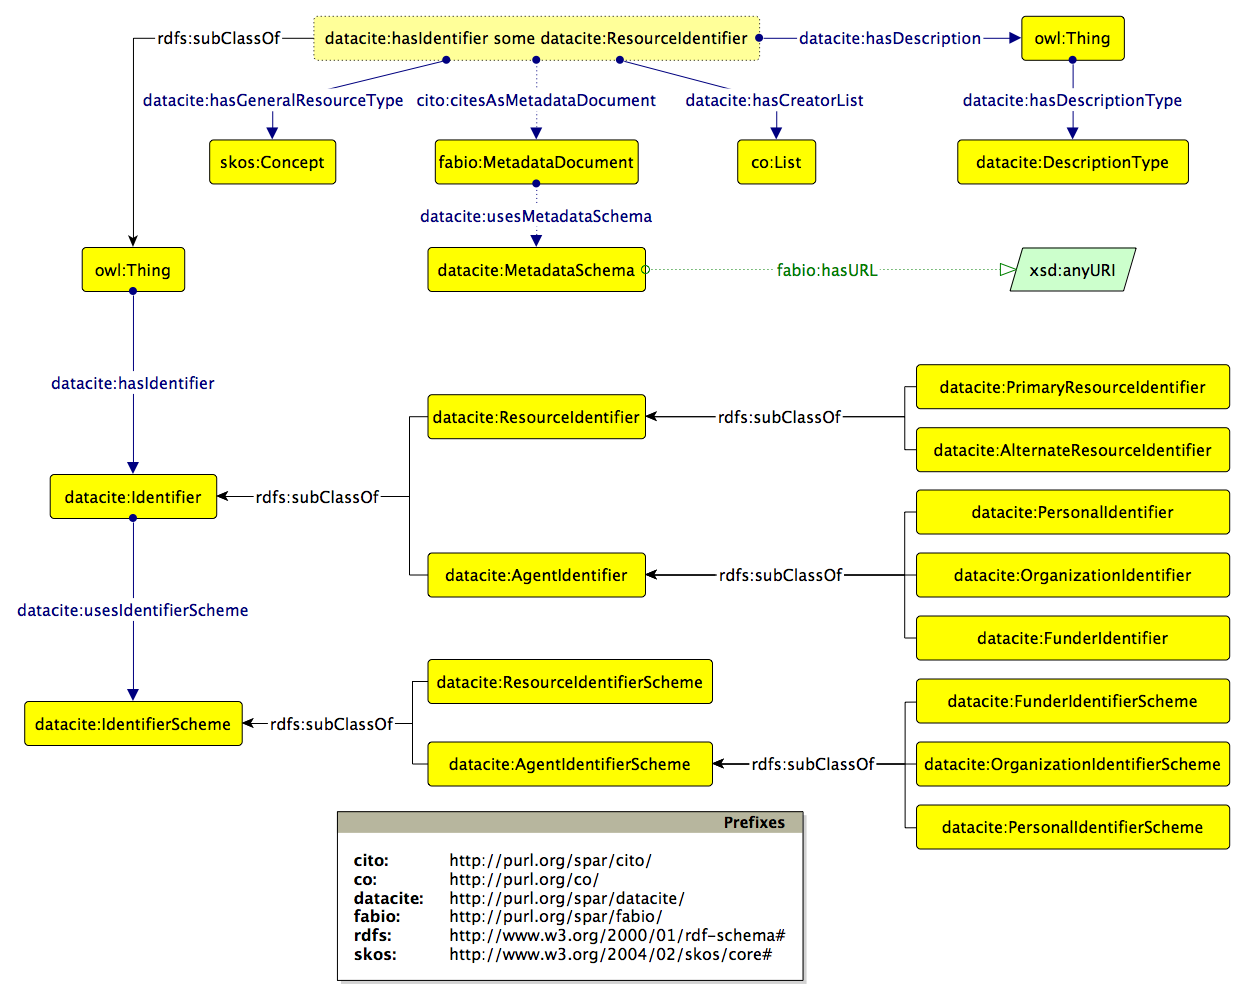 rdfs:subClassOf
datacite:hasIdentifier some datacite:ResourceIdentifier
datacite:hasDescription
owl:Thing
datacite:hasGeneralResourceType
cito:citesAsMetadataDocument
datacite:hasCreatorList
datacite:hasDescriptionType
skos:Concept
fabio:MetadataDocument
co:List
datacite:DescriptionType
datacite:usesMetadataSchema
owl:Thing
datacite:MetadataSchema
fabio:hasURL
xsd:anyURI
datacite:hasIdentifier
datacite:ResourceIdentifier
rdfs:subClassOf
datacite:PrimaryResourceIdentifier
datacite:AlternateResourceIdentifier
datacite:Identifier
rdfs:subClassOf
datacite:PersonalIdentifier
datacite:AgentIdentifier
rdfs:subClassOf
datacite:OrganizationIdentifier
datacite:usesIdentifierScheme
datacite:FunderIdentifier
datacite:ResourceIdentifierScheme
datacite:FunderIdentifierScheme
datacite:IdentifierScheme
rdfs:subClassOf
datacite:AgentIdentifierScheme
rdfs:subClassOf
datacite:OrganizationIdentifierScheme
datacite:PersonalIdentifierScheme
Prefixes
cito: http://purl.org/spar/cito/
co: http://purl.org/co/
datacite: http://purl.org/spar/datacite/
fabio: http://purl.org/spar/fabio/
rdfs: http://www.w3.org/2000/01/rdf-schema#
skos: http://www.w3.org/2004/02/skos/core#